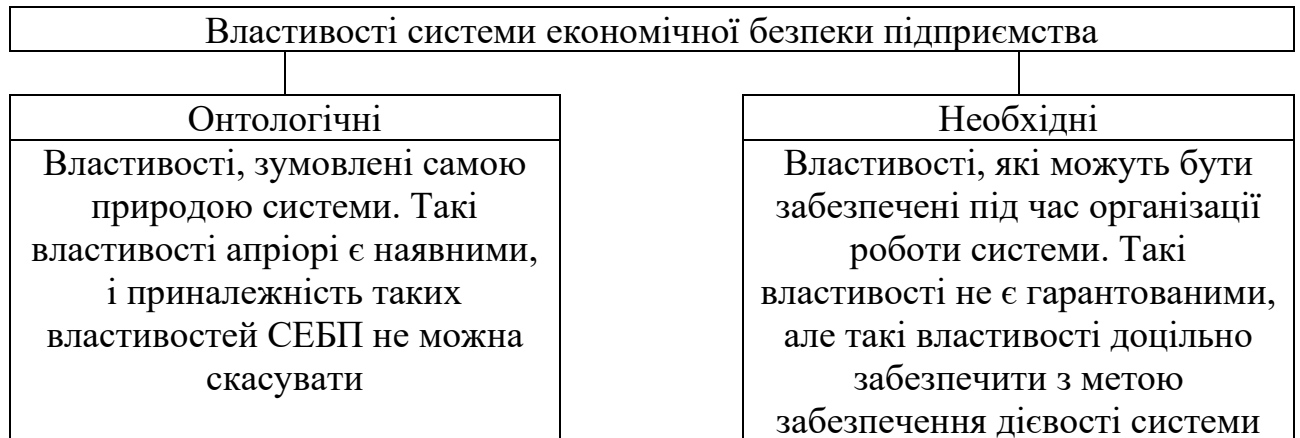 Властивості системи економічної безпеки підприємства
Онтологічні
Властивості, зумовлені самою
природою системи. Такі
властивості апріорі є наявними,
і приналежність таких
властивостей СЕБП не можна
скасувати
Необхідні
Властивості, які можуть бути
забезпечені під час організації
роботи системи. Такі
властивості не є гарантованими,
але такі властивості доцільно
забезпечити з метою
забезпечення дієвості системи